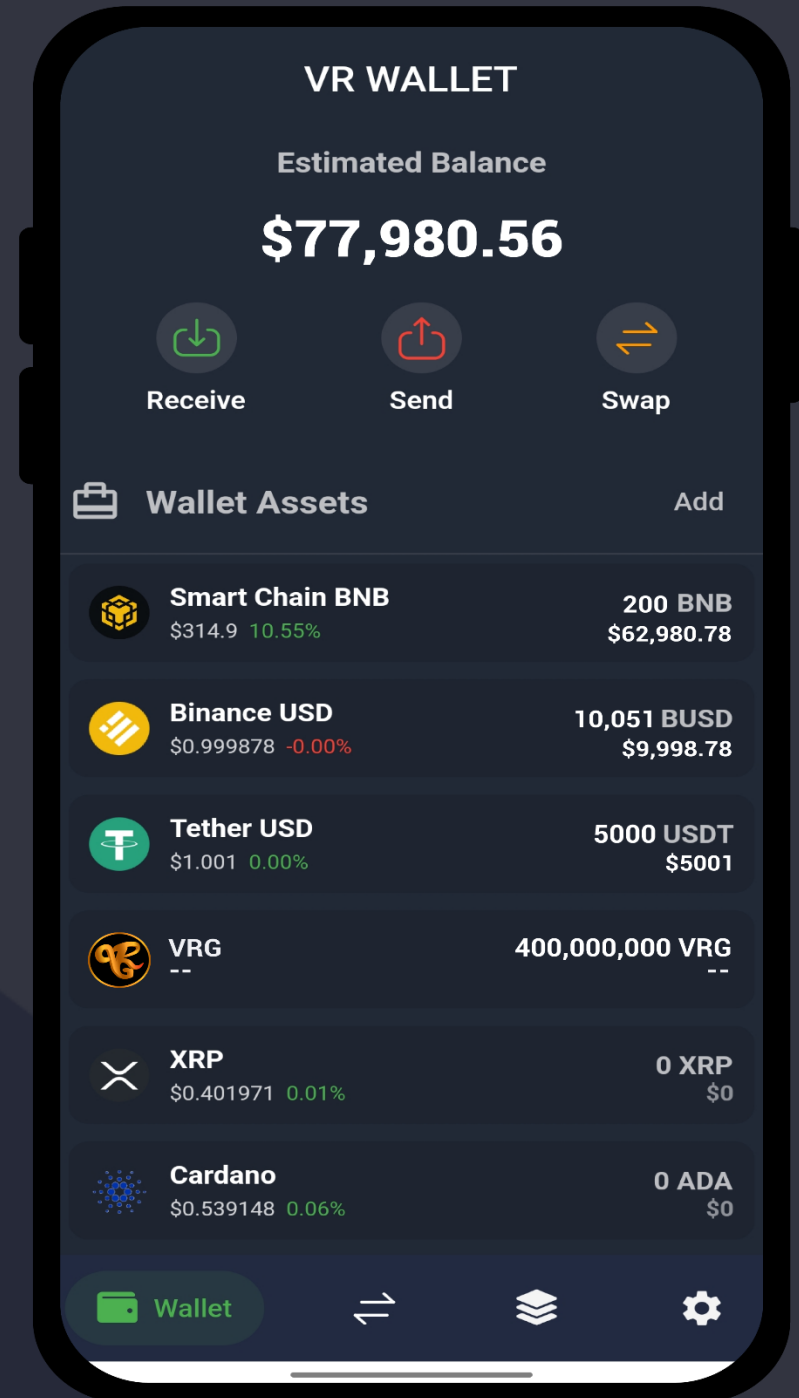 VR WALLET
Estimated Balance
$77,980.56
Receive Send Swap
Wallet Assets Add
Smart Chain BNB 200 BNB
$314.9 10.55% $62,980.78
Binance USD 10,051 BUSD
$0.999878 -0.00% $9,998.78
Tether USD 5000 USDT
$1.001 0.00% $5001
VRG 400,000,000 VRG
-- --
XRP 0 XRP
$0.401971 0.01% $0
Cardano 0 ADA
$0.539148 0.06% $0
Wallet